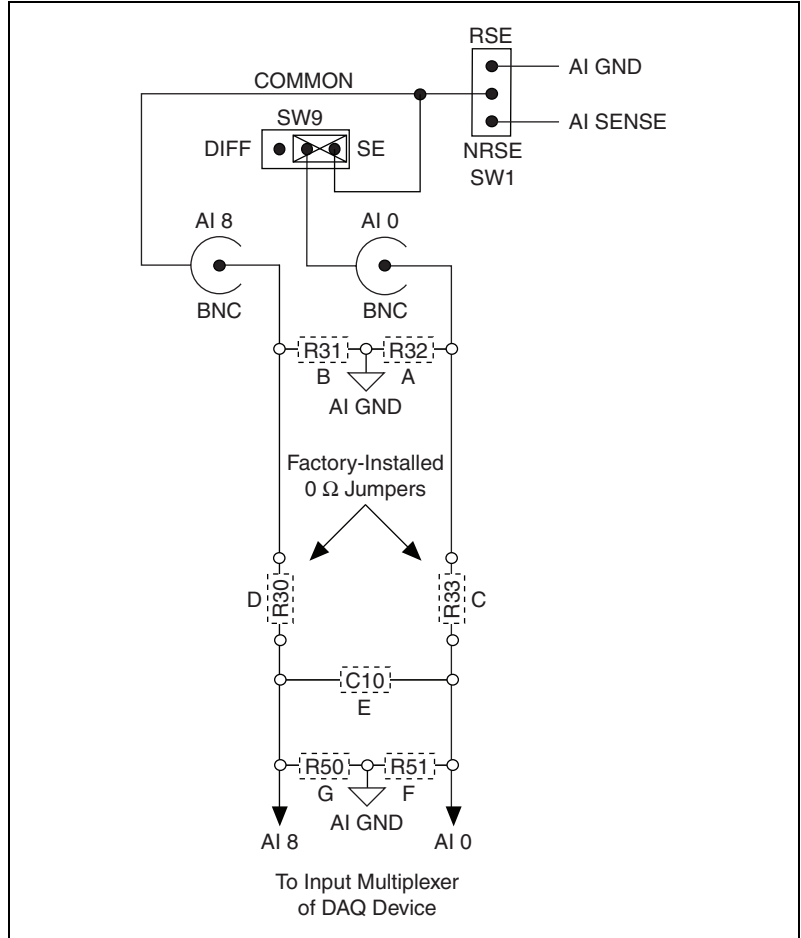 RSE
AI GND
COMMON
SW9
AI SENSE
DIFF
SE
NRSE
SW1
AI 8
AI 0
BNC
BNC
R31
R32
B
A
AI GND
Factory-Installed
0 Ω Jumpers
D
R30
R33
C
C10
E
R50
R51
G
F
AI GND
AI 8
AI 0
To Input Multiplexer
of DAQ Device